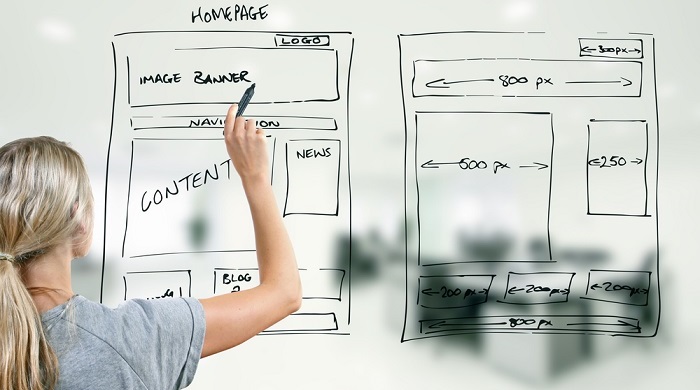 HOMEPAGE
LOGO
IMAGE BANNER
NAVIGATION
CONTENT
NEWS
BLOG
300px
800 px
500 px
250
200 px
200px
200px
800 px